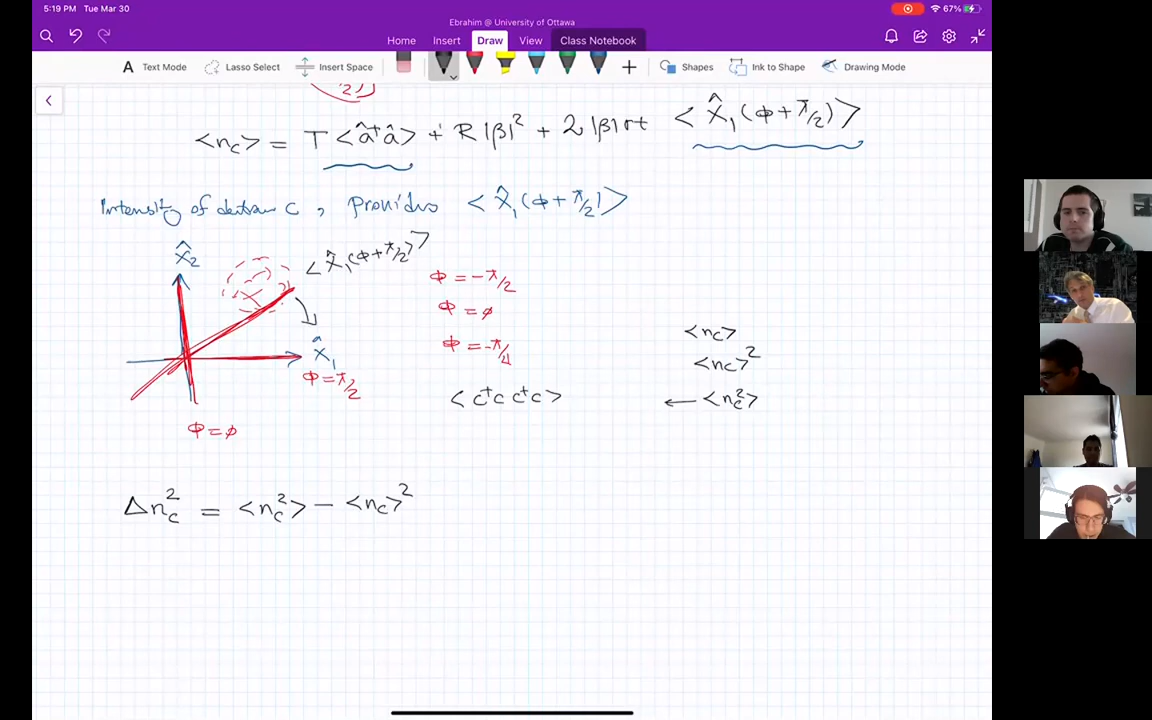 5:19 PM Tue Mar 30
67%
Ebrahim @ University of Ottawa
Home Insert Draw View Class Notebook
Text Mode Lasso Select Insert Space Shapes Ink to Shape Drawing Mode
<n_c> = T <â†â> + R |β|² + 2 |β| rt < X̂₁ (Φ + π/2) >
Intensity of detector c , provides < X̂₁ (Φ + π/2) >
X̂₂
< X̂₁ (Φ + π/2) >
Φ = -π/2
Φ = φ
Φ = -π/4
X̂₁
Φ = π/2
Φ = φ
< c†c c†c >
<n_c>
<n_c>²
← <n_c²>
Δn_c² = <n_c²> - <n_c>²